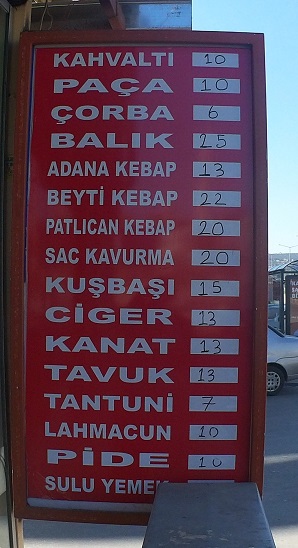 KAHVALTI 10
PAÇA 10
ÇORBA 6
BALIK 25
ADANA KEBAP 13
BEYTİ KEBAP 22
PATLICAN KEBAP 20
SAC KAVURMA 20
KUŞBAŞI 15
CİGER 13
KANAT 13
TAVUK 13
TANTUNİ 7
LAHMACUN 10
PİDE 10
SULU YEMEK